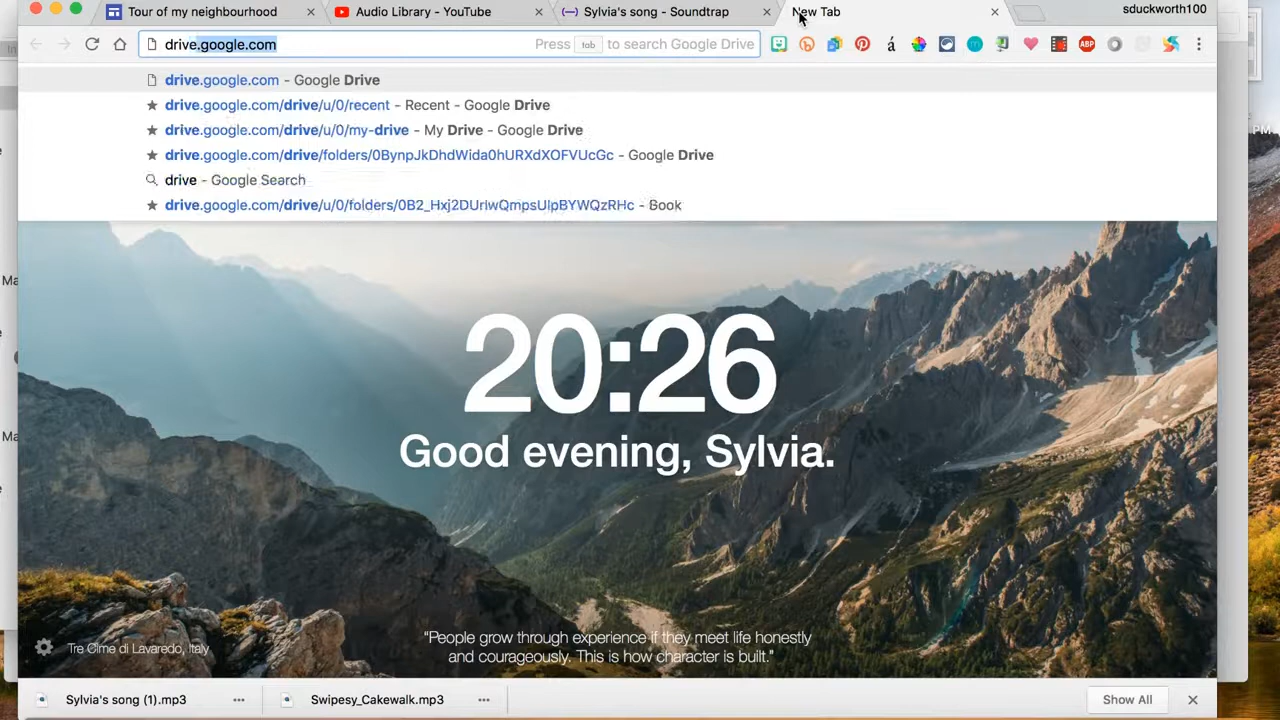 Tour of my neighbourhood
Audio Library - YouTube
Sylvia's song - Soundtrap
New Tab
sduckworth100
drive.google.com
Press tab to search Google Drive
á
ABP
drive.google.com - Google Drive
drive.google.com/drive/u/0/recent - Recent - Google Drive
drive.google.com/drive/u/0/my-drive - My Drive - Google Drive
drive.google.com/drive/folders/0BynpJkDhdWida0hURXdXOFVUcGc - Google Drive
drive - Google Search
drive.google.com/drive/u/0/folders/0B2_Hxj2DUriwQmpsUlpBYWQzRHc - Book
PM
Ma
20:26
Good evening, Sylvia.
Ma
"People grow through experience if they meet life honestly
and courageously. This is how character is built."
Tre Cime di Lavaredo, Italy
Sylvia's song (1).mp3
Swipesy_Cakewalk.mp3
Show All